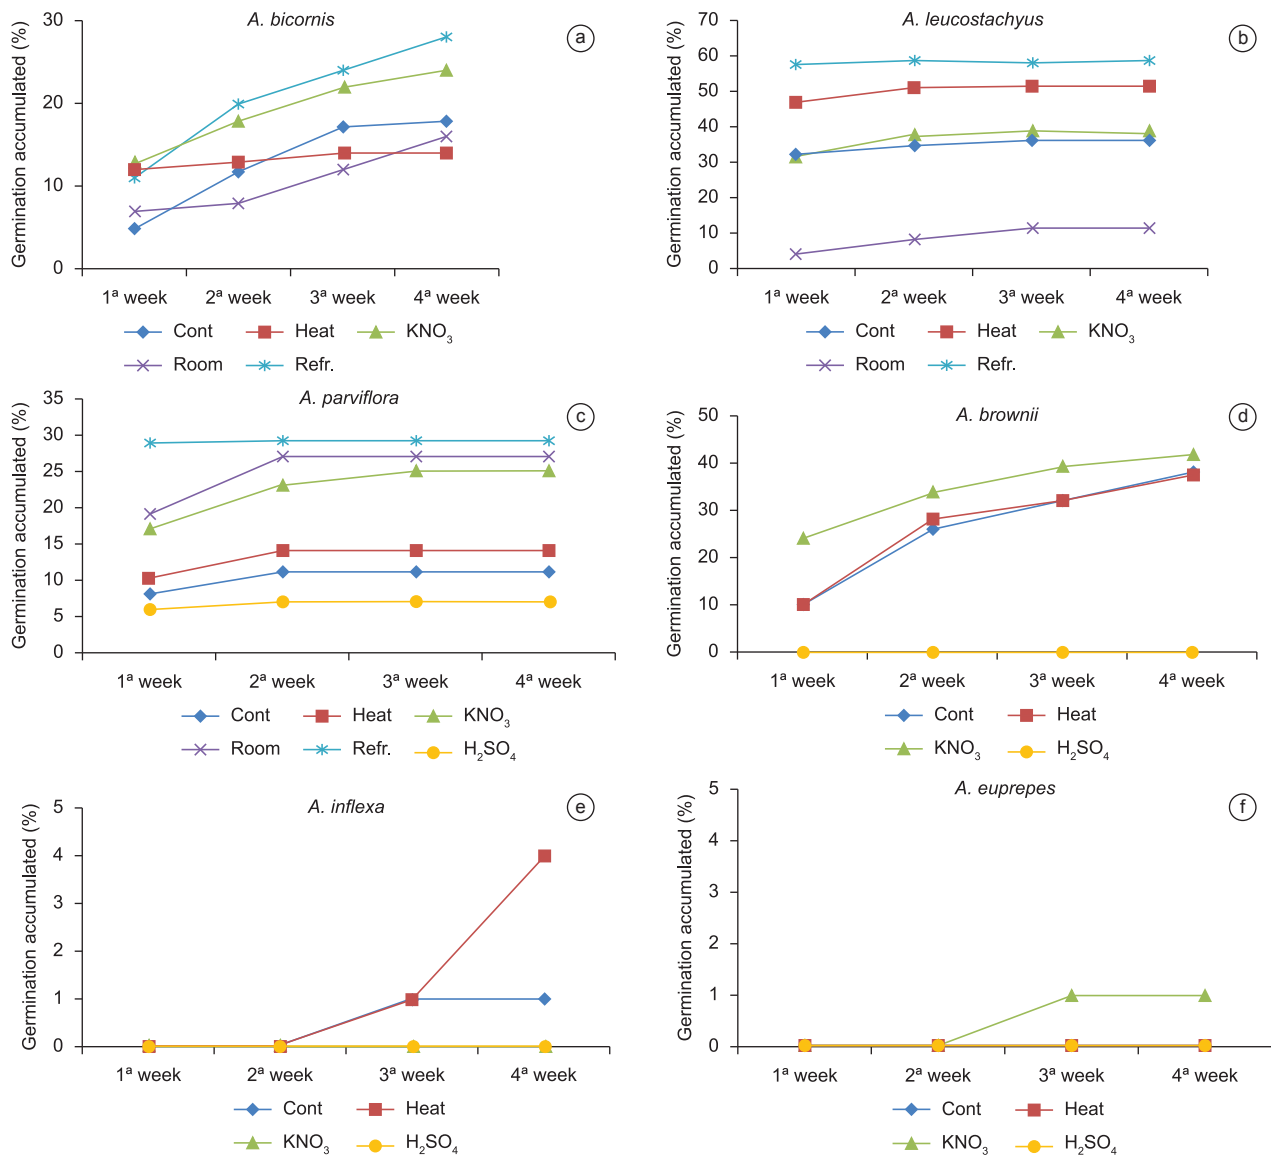 A. bicornis
a
Germination accumulated (%)
30
20
10
0
1ª week 2ª week 3ª week 4ª week
Cont Heat KNO₃
Room Refr.
A. leucostachyus
b
Germination accumulated (%)
70
60
50
40
30
20
10
0
1ª week 2ª week 3ª week 4ª week
Cont Heat KNO₃
Room Refr.
A. parviflora
c
Germination accumulated (%)
35
30
25
20
15
10
5
0
1ª week 2ª week 3ª week 4ª week
Cont Heat KNO₃
Room Refr. H₂SO₄
A. brownii
d
Germination accumulated (%)
50
40
30
20
10
0
1ª week 2ª week 3ª week 4ª week
Cont Heat
KNO₃ H₂SO₄
A. inflexa
e
Germination accumulated (%)
5
4
3
2
1
0
1ª week 2ª week 3ª week 4ª week
Cont Heat
KNO₃ H₂SO₄
A. euprepes
f
Germination accumulated (%)
5
4
3
2
1
0
1ª week 2ª week 3ª week 4ª week
Cont Heat
KNO₃ H₂SO₄